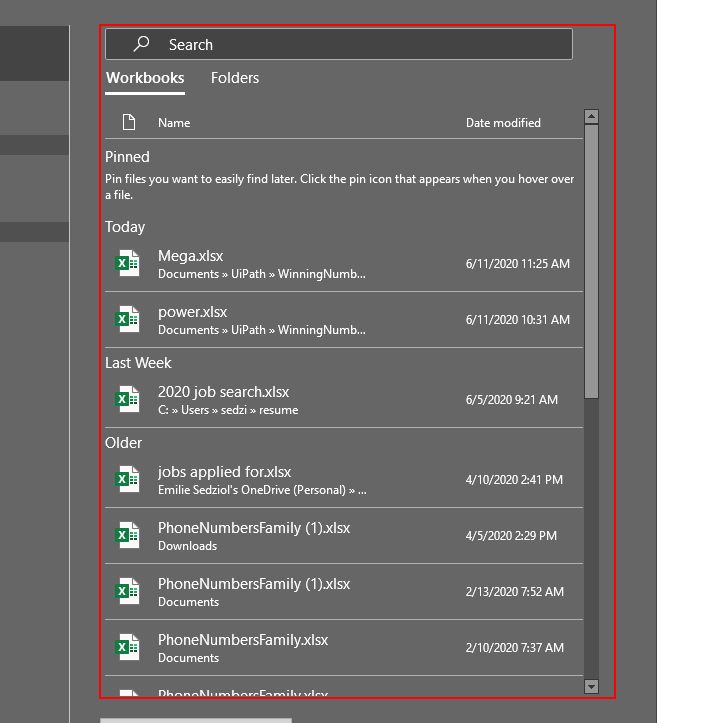 Search
Workbooks Folders
Name Date modified
Pinned
Pin files you want to easily find later. Click the pin icon that appears when you hover over
a file.
Today
Mega.xlsx
Documents » UiPath » WinningNumb...
6/11/2020 11:25 AM
power.xlsx
Documents » UiPath » WinningNumb...
6/11/2020 10:31 AM
Last Week
2020 job search.xlsx
C: » Users » sedzi » resume
6/5/2020 9:21 AM
Older
jobs applied for.xlsx
Emilie Sedziol's OneDrive (Personal) » ...
4/10/2020 2:41 PM
PhoneNumbersFamily (1).xlsx
Downloads
4/5/2020 2:29 PM
PhoneNumbersFamily (1).xlsx
Documents
2/13/2020 7:52 AM
PhoneNumbersFamily.xlsx
Documents
2/10/2020 7:37 AM
PhoneNumbersFamily.xlsx